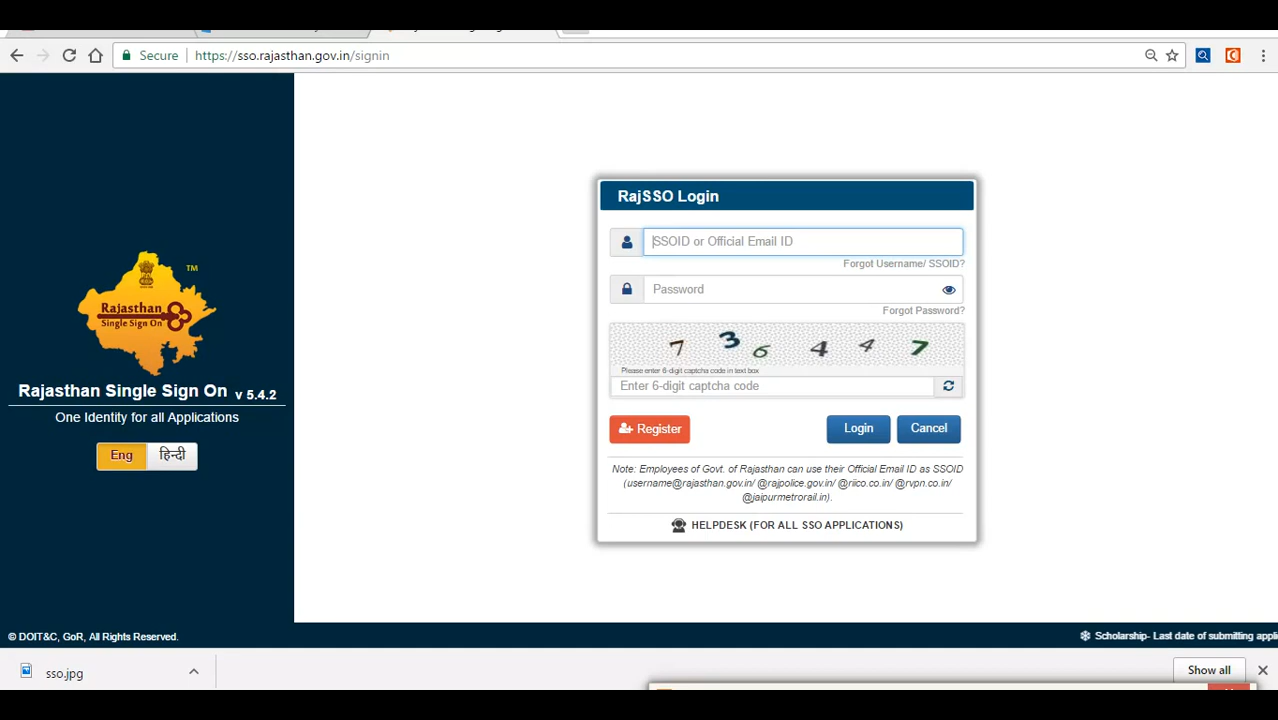 Secure
https://sso.rajasthan.gov.in/signin
RajSSO Login
SSOID or Official Email ID
Forgot Username/ SSOID?
Password
Forgot Password?
7 3 6 4 4 7
Please enter 6-digit captcha code in text box
Enter 6-digit captcha code
Register
Login
Cancel
Note: Employees of Govt. of Rajasthan can use their Official Email ID as SSOID
(username@rajasthan.gov.in/ @rajpolice.gov.in/ @riico.co.in/ @rvpn.co.in/
@jaipurmetrorail.in).
HELPDESK (FOR ALL SSO APPLICATIONS)
TM
Rajasthan
Single Sign On
Rajasthan Single Sign On v 5.4.2
One Identity for all Applications
Eng
हिन्दी
© DOIT&C, GoR, All Rights Reserved.
Scholarship- Last date of submitting appli
sso.jpg
Show all